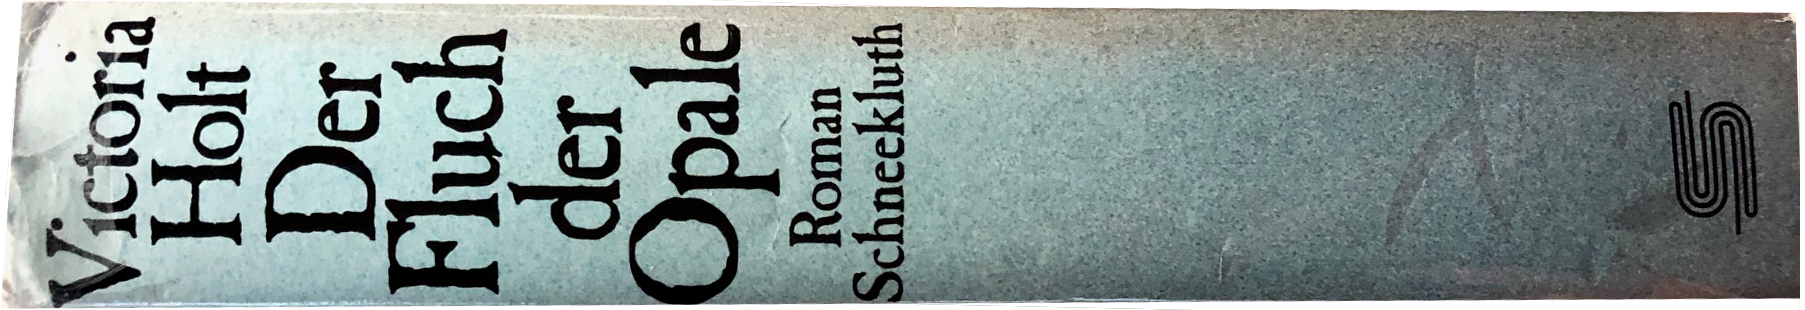 Victoria
Holt
Der
Fluch
der
Opale
Roman
Schneekluth